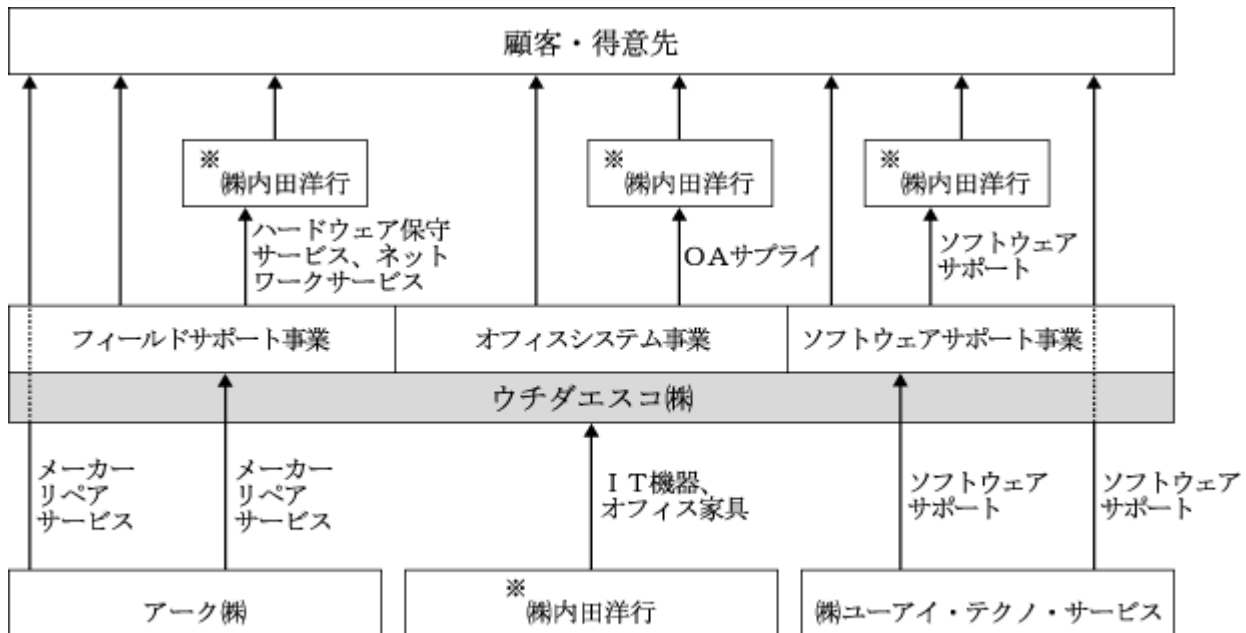 顧客・得意先
※
㈱内田洋行
※
㈱内田洋行
※
㈱内田洋行
ハードウェア保守
サービス、ネット
ワークサービス
OAサプライ
ソフトウェア
サポート
フィールドサポート事業
オフィスシステム事業
ソフトウェアサポート事業
ウチダエスコ㈱
メーカー
リペア
サービス
メーカー
リペア
サービス
IT機器、
オフィス家具
ソフトウェア
サポート
ソフトウェア
サポート
アーク㈱
※
㈱内田洋行
㈱ユーアイ・テクノ・サービス